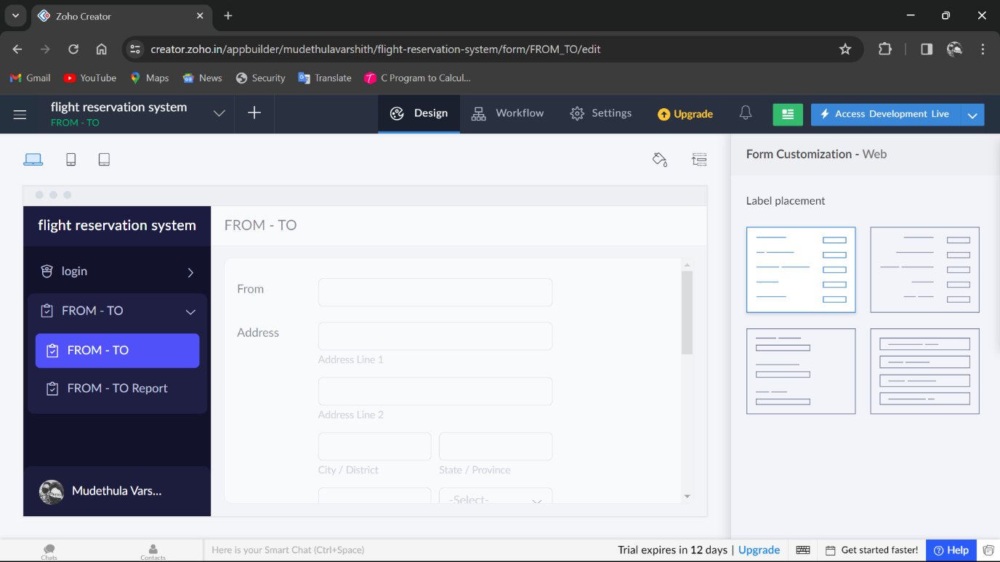 Zoho Creator
creator.zoho.in/appbuilder/mudethulavarshith/flight-reservation-system/form/FROM_TO/edit
Gmail YouTube Maps News Security Translate C Program to Calcul...
flight reservation system
FROM - TO
Design Workflow Settings Upgrade Access Development Live
Form Customization - Web
Label placement
flight reservation system
login
FROM - TO
FROM - TO
FROM - TO Report
Mudethula Vars...
FROM - TO
From
Address
Address Line 1
Address Line 2
City / District State / Province
-Select-
Chats Contacts Here is your Smart Chat (Ctrl+Space) Trial expires in 12 days | Upgrade Get started faster! Help